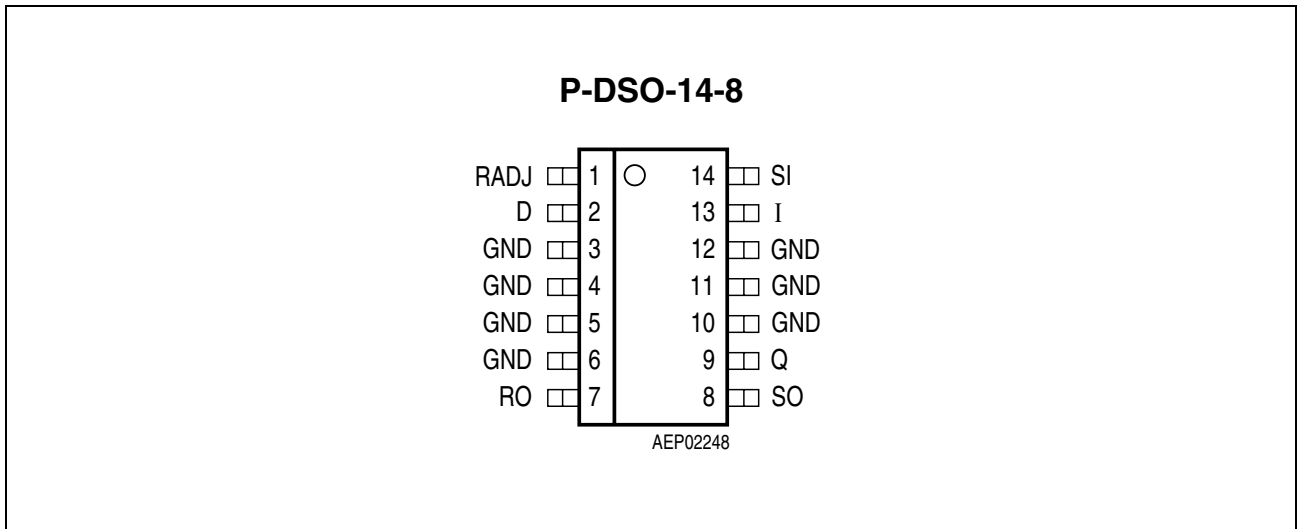 P-DSO-14-8
RADJ 1 14 SI
D 2 13 I
GND 3 12 GND
GND 4 11 GND
GND 5 10 GND
GND 6 9 Q
RO 7 8 SO
AEP02248